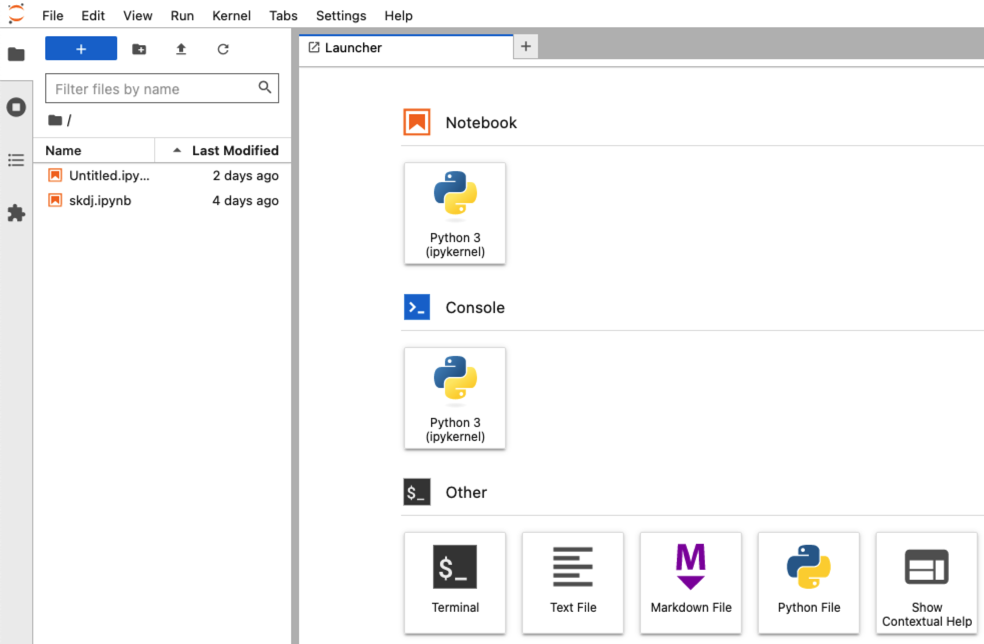 File Edit View Run Kernel Tabs Settings Help
+
Filter files by name
/
Name Last Modified
Untitled.ipy... 2 days ago
skdj.ipynb 4 days ago
Launcher +
Notebook
Python 3
(ipykernel)
>_ Console
Python 3
(ipykernel)
$_ Other
$_
Terminal
Text File
M
Markdown File
Python File
Show
Contextual Help